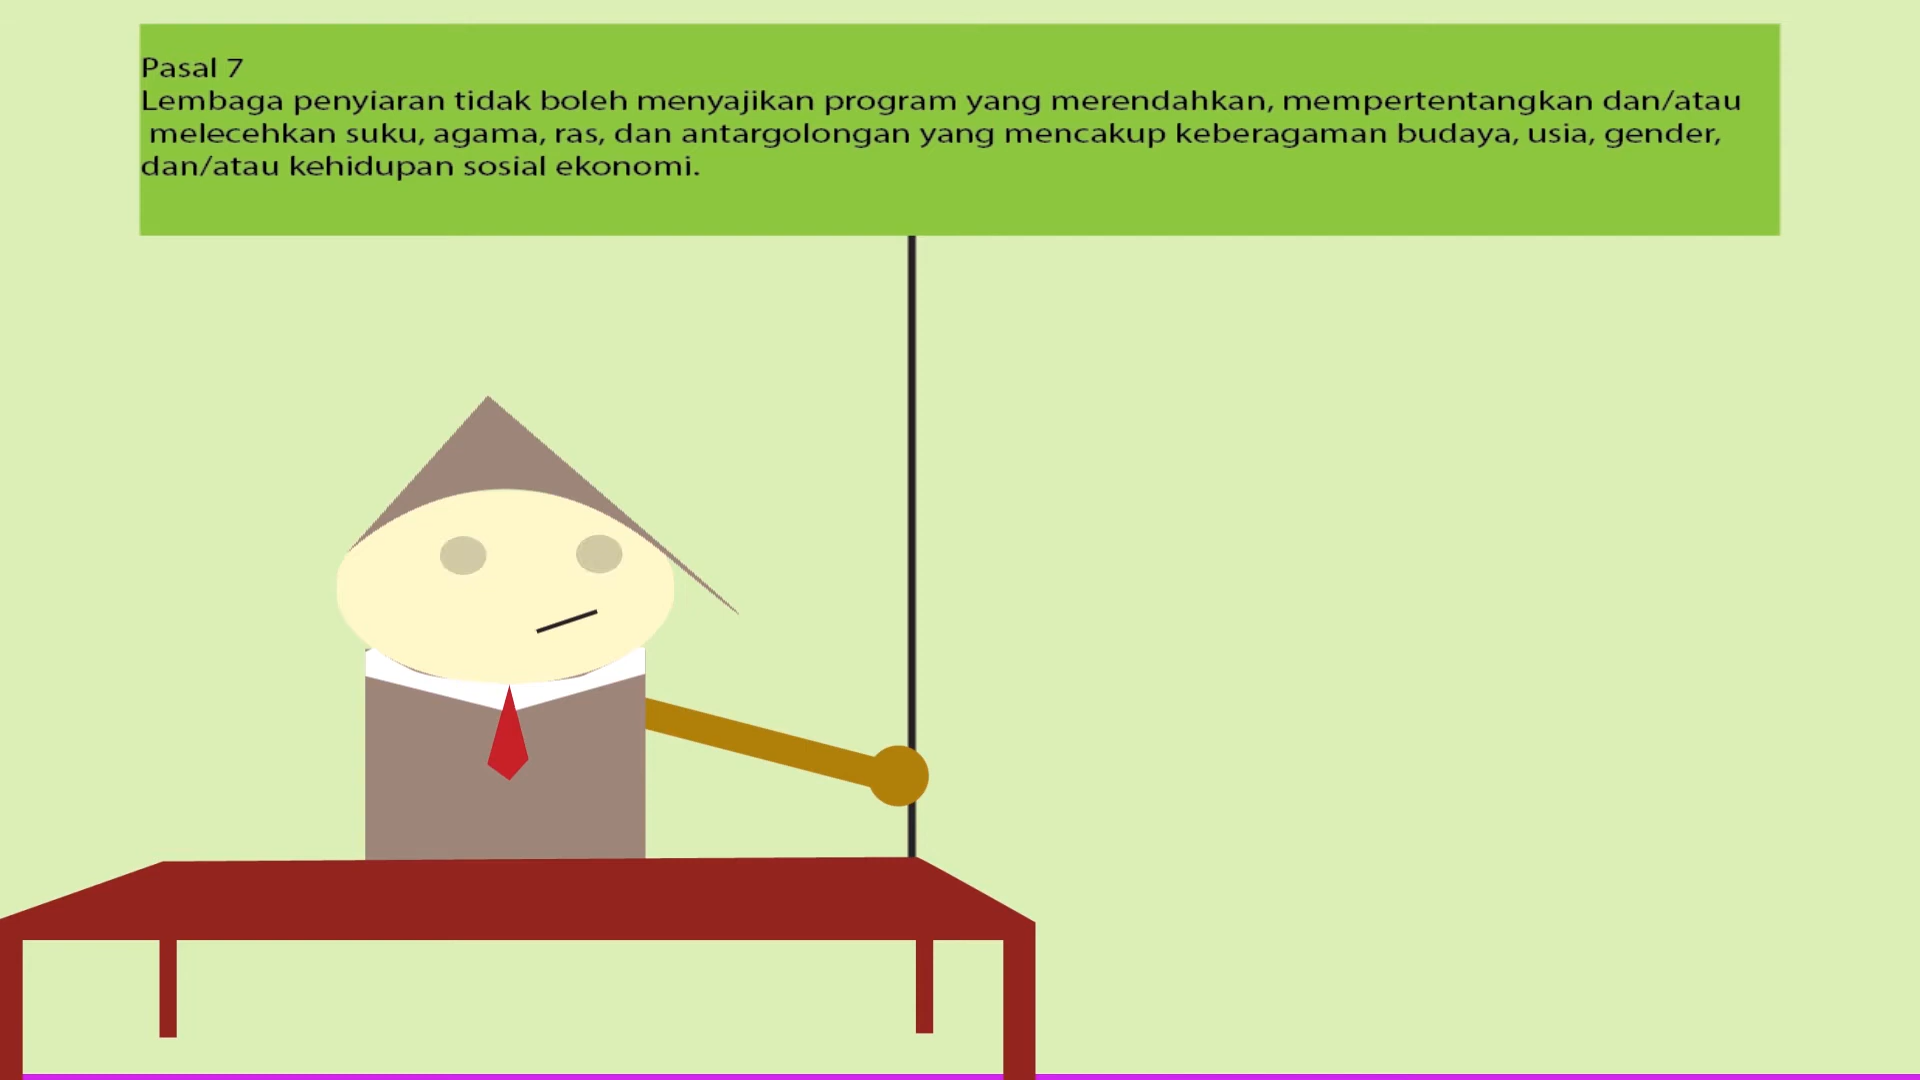 Pasal 7
Lembaga penyiaran tidak boleh menyajikan program yang merendahkan, mempertentangkan dan/atau
melecehkan suku, agama, ras, dan antargolongan yang mencakup keberagaman budaya, usia, gender,
dan/atau kehidupan sosial ekonomi.